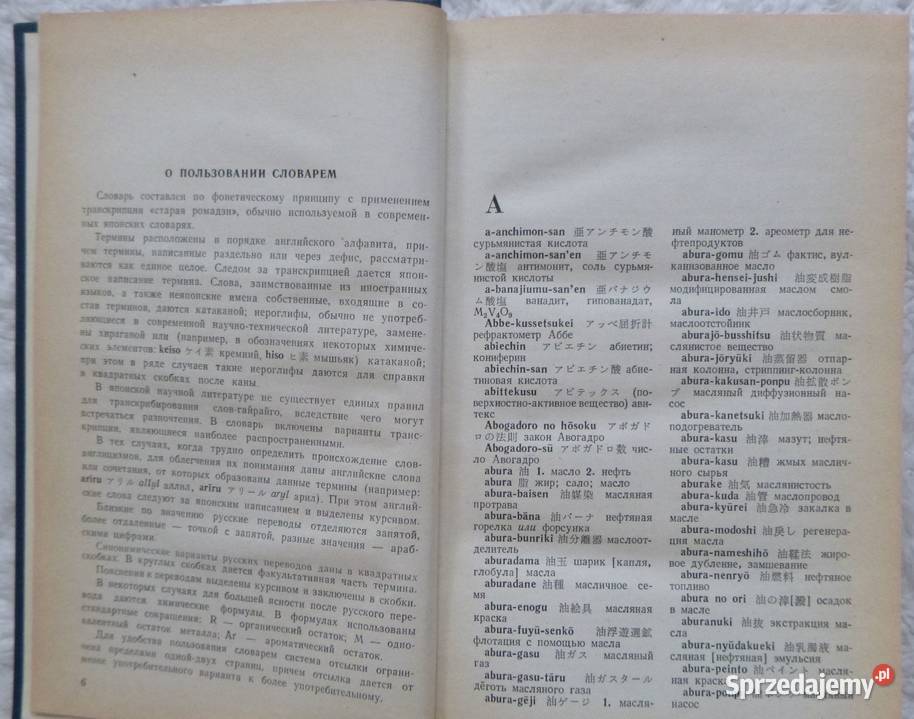 О ПОЛЬЗОВАНИИ СЛОВАРЕМ
Словарь составлен по фонетическому принципу с применением
транскрипции «старая ромадзи», обычно используемой в современ-
ных японских словарях.
Термины расположены в порядке английского алфавита, при-
чем термины, написанные раздельно или через дефис, рассматри-
ваются как единое целое. Следом за транскрипцией дается япон-
ское написание термина. Слова, заимствованные из иностранных
языков, а также неяпонские имена собственные, входящие в со-
став терминов, даются катаканой; иероглифы, обычно не употреб-
ляющиеся в современной научно-технической литературе, замене-
ны хираганой или (например, в обозначениях некоторых химиче-
ских элементов: keiso ケイ素 кремний, hiso ヒ素 мышьяк) катаканой;
при этом в ряде случаев такие иероглифы даются для справки
в квадратных скобках после каны.
В японской научной литературе не существует единых правил
для транскрибирования слов-гайрайго, вследствие чего могут
встречаться разночтения. В словарь включены варианты транс-
крипции, являющиеся наиболее распространенными.
В тех случаях, когда трудно определить происхождение слов-
англицизмов, для облегчения их понимания даны английские слова
или сочетания, от которых образованы данные термины (например:
ariru アリル allyl аллил, arīru アリール aryl арил). При этом англий-
ские слова следуют за японским написанием и выделены курсивом.
Близкие по значению русские переводы отделяются запятой,
более отдаленные — точкой с запятой, разные значения — араб-
скими цифрами.
Синонимические варианты русских переводов даны в квадратных
скобках. В круглых скобках дается факультативная часть термина.
Пояснения к переводам выделены курсивом и заключены в скобки.
В некоторых случаях для большей ясности после русского пере-
вода даются химические формулы. В формулах использованы
стандартные сокращения: R — органический остаток; M — одно-
валентный остаток металла; Ar — ароматический остаток.
Для удобства пользования словарем система отсылки ограни-
чена пределами одной-двух страниц, причем отсылка дается от
менее употребительного варианта к более употребительному.
6
A
a-anchimon-san 亜アンチモン酸
сурьмянистая кислота
a-anchimon-san'en 亜アンチモ
ン酸塩 антимонит, соль сурьмя-
нистой кислоты
a-banajiumu-san'en 亜バナジウ
ム酸塩 ванадит, гипованадат,
M₂V₄O₉
Abbe-kussetsukei アッベ屈折計
рефрактометр Аббе
abiechin アビエチン абиетин;
кониферин
abiechin-san アビエチン酸 абие-
тиновая кислота
abittekusu アビテックス (по-
верхностно-активное вещество) ави-
текс
Abogadoro no hōsoku アボガド
ロの法則 закон Авогадро
Abogadoro-sū アボガドロ数 чис-
ло Авогадро
abura 油 1. масло 2. нефть
abura 脂 жир; сало; масло
abura-baisen 油媒染 масляная
протрава
abura-bāna 油バーナ нефтяная
горелка или форсунка
abura-bunriki 油分離器 маслоот-
делитель
aburadama 油玉 шарик [капля,
глобула] масла
aburadane 油種 масличное се-
мя
abura-enogu 油絵具 масляная
краска
abura-fuyū-senkō 油浮遊選鉱
флотация с помощью масла
abura-gasu 油ガス масляный
газ
abura-gasu-tāru 油ガスタール
дёготь масляного газа
abura-gēji 油ゲージ 1. масля-
ный манометр 2. ареометр для не-
фтепродуктов
abura-gomu 油ゴム фактис, вул-
канизованное масло
abura-hensei-jushi 油変成樹脂
модифицированная маслом смо-
ла
abura-ido 油井戸 маслосборник,
маслоотстойник
aburajō-busshitsu 油状物質 ма-
слянистое вещество
abura-jōryūki 油蒸留器 отпар-
ная колонна, стриппинг-колонна
abura-kakusan-ponpu 油拡散ポン
プ масляный диффузионный на-
сос
abura-kanetsuki 油加熱器 масло-
подогреватель
abura-kasu 油滓 мазут; нефтя-
ные остатки
abura-kasu 油糟 жмых маслич-
ного сырья
aburake 油気 маслянистость
abura-kuda 油管 маслопровод
abura-kyūrei 油急冷 закалка в
масле
abura-modoshi 油戻し регенера-
ция масла
abura-nameshihō 油鞣法 жиро-
вое дубление, замшевание
abura-nenryō 油燃料 нефтяное
топливо
abura no ori 油の滓[澱] осадок
в масле
aburanuki 油抜 экстракция ма-
сла
abura-nyūdakueki 油乳濁液 ма-
сляная [нефтяная] эмульсия
abura-peinto 油ペイント масля-
ная краска
насос
Sprzedajemy.pl